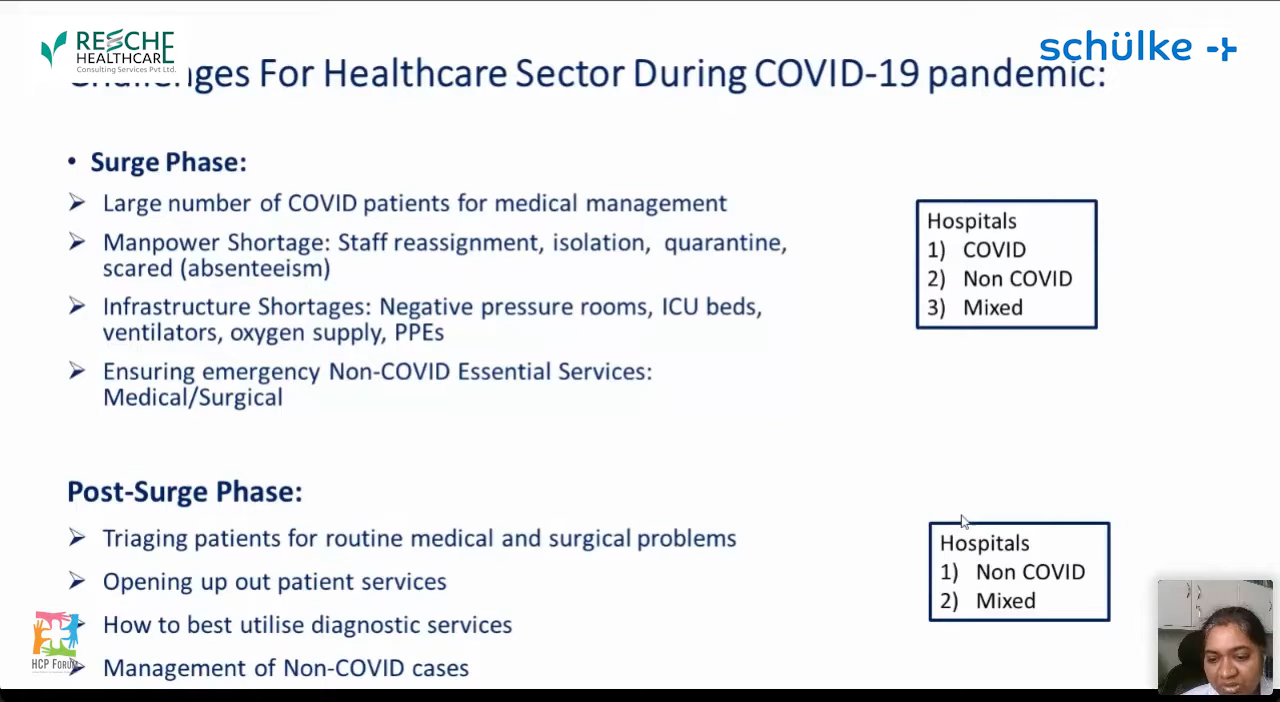 RESCHE
HEALTHCARE
Consulting Services Pvt Ltd.
schülke
Challenges For Healthcare Sector During COVID-19 pandemic:
• Surge Phase:
Large number of COVID patients for medical management
Manpower Shortage: Staff reassignment, isolation, quarantine,
scared (absenteeism)
Infrastructure Shortages: Negative pressure rooms, ICU beds,
ventilators, oxygen supply, PPEs
Ensuring emergency Non-COVID Essential Services:
Medical/Surgical
Hospitals
1) COVID
2) Non COVID
3) Mixed
Post-Surge Phase:
Triaging patients for routine medical and surgical problems
Opening up out patient services
How to best utilise diagnostic services
Management of Non-COVID cases
Hospitals
1) Non COVID
2) Mixed
HCP Forum